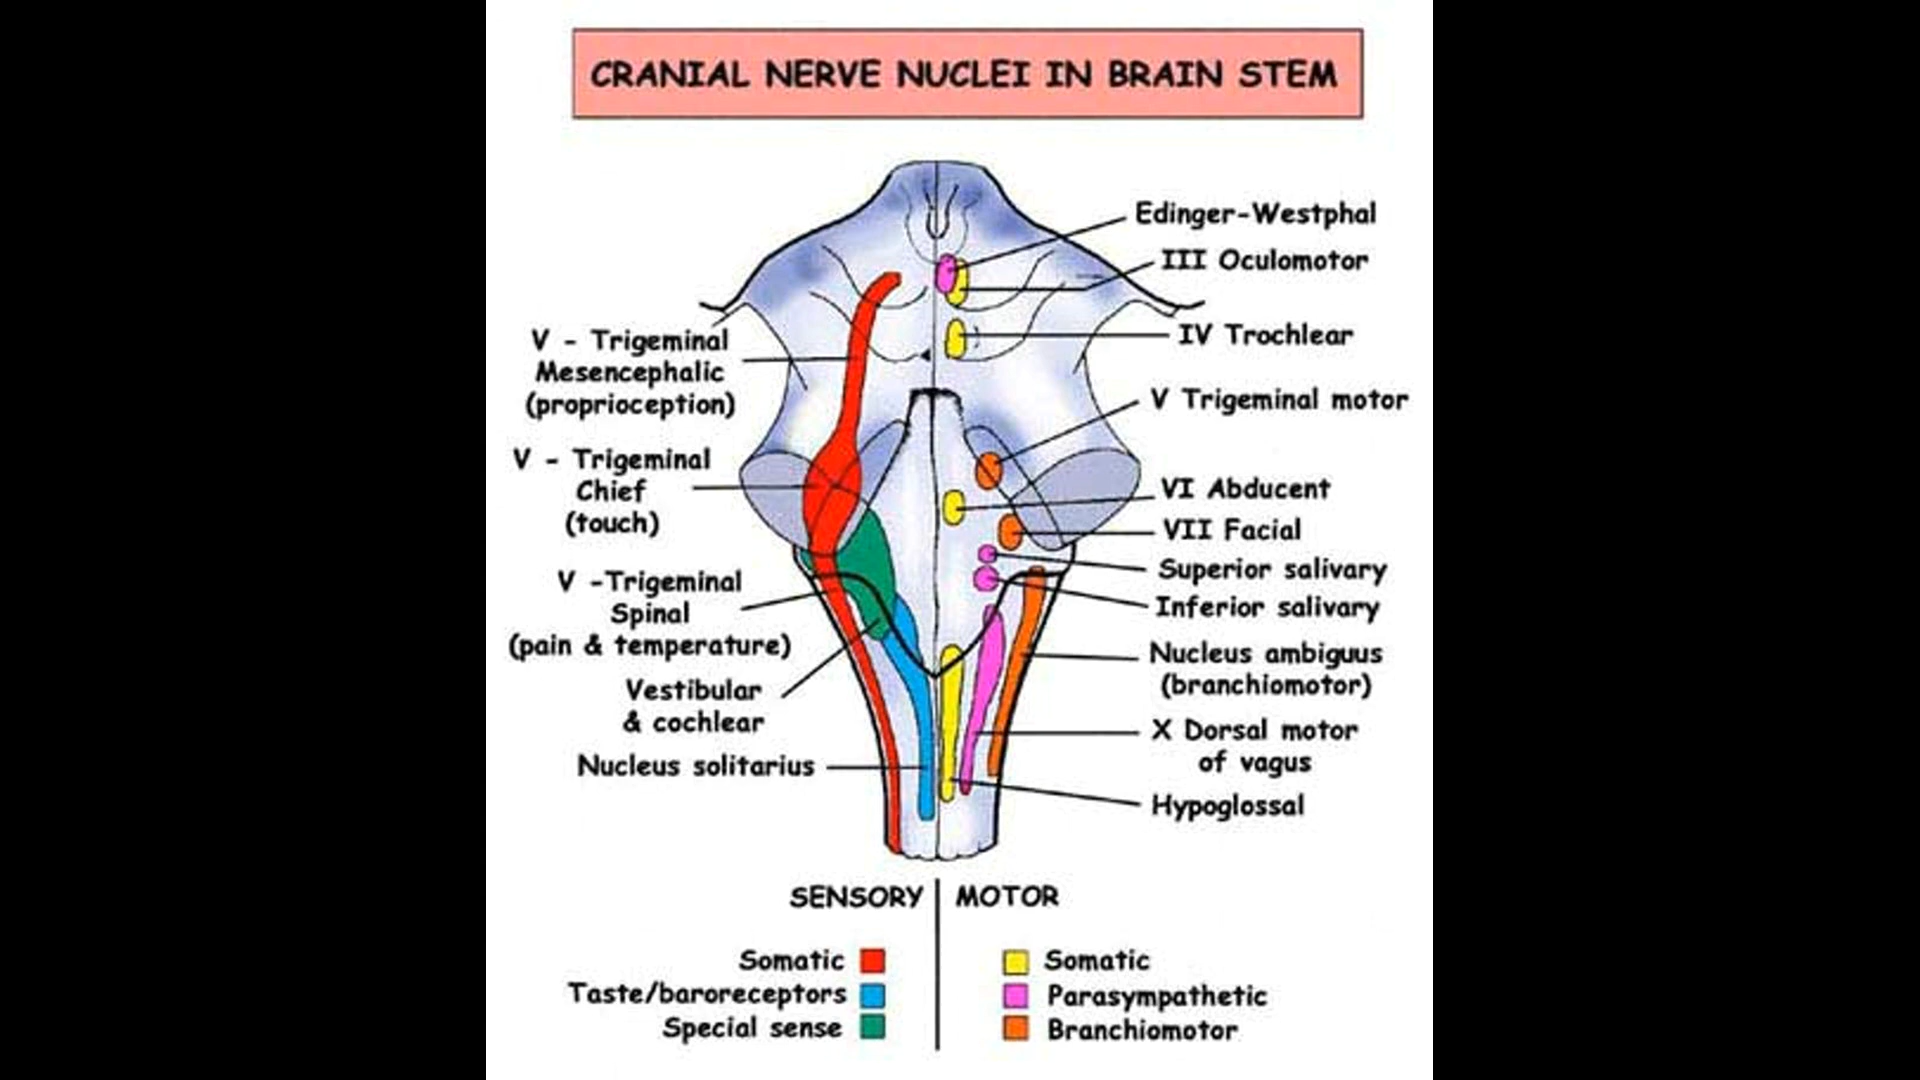 CRANIAL NERVE NUCLEI IN BRAIN STEM
Edinger-Westphal
III Oculomotor
IV Trochlear
V Trigeminal motor
VI Abducent
VII Facial
Superior salivary
Inferior salivary
Nucleus ambiguus
(branchiomotor)
X Dorsal motor
of vagus
Hypoglossal
V - Trigeminal
Mesencephalic
(proprioception)
V - Trigeminal
Chief
(touch)
V -Trigeminal
Spinal
(pain & temperature)
Vestibular
& cochlear
Nucleus solitarius
SENSORY
Somatic
Taste/baroreceptors
Special sense
MOTOR
Somatic
Parasympathetic
Branchiomotor